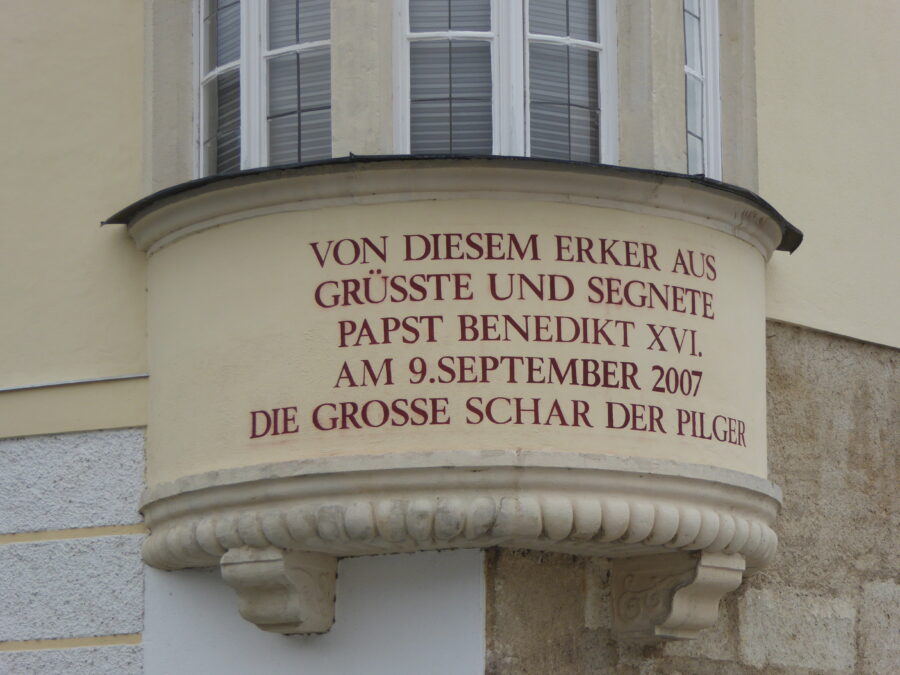 VON DIESEM ERKER AUS
GRÜSSTE UND SEGNETE
PAPST BENEDIKT XVI.
AM 9.SEPTEMBER 2007
DIE GROSSE SCHAR DER PILGER